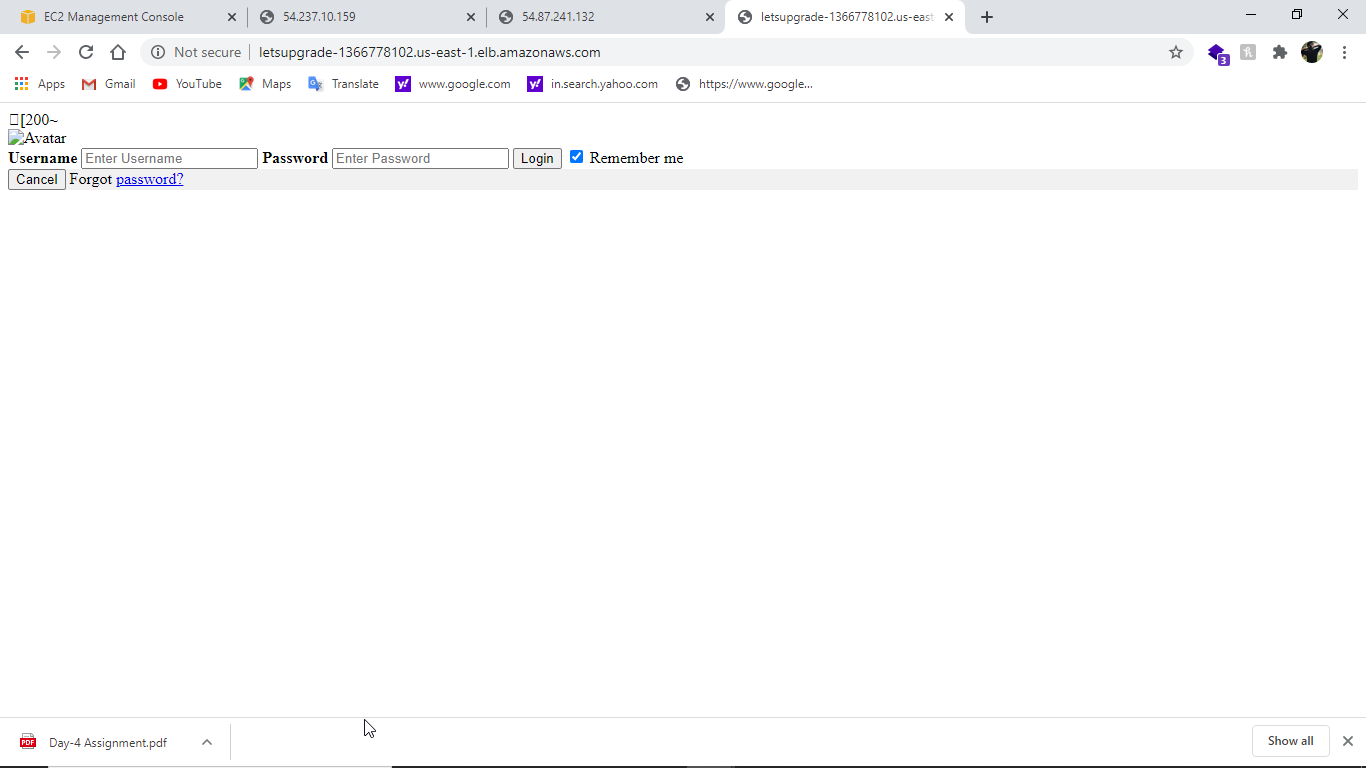 EC2 Management Console
54.237.10.159
54.87.241.132
letsupgrade-1366778102.us-east
Not secure
letsupgrade-1366778102.us-east-1.elb.amazonaws.com
3
Apps
Gmail
YouTube
Maps
Translate
www.google.com
in.search.yahoo.com
https://www.google...
[200~
Avatar
Username Enter Username Password Enter Password Login Remember me
Cancel Forgot password?
PDF
Day-4 Assignment.pdf
Show all